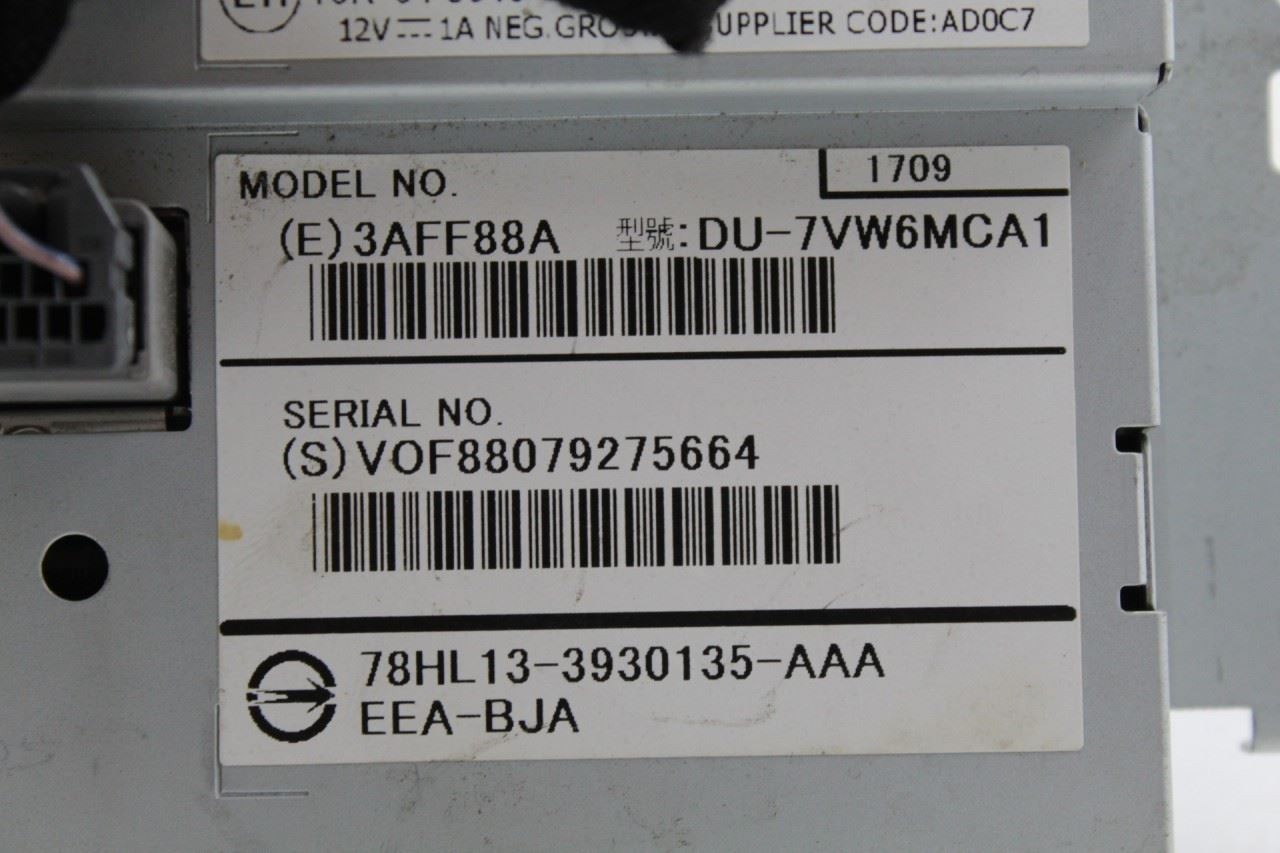 12V 1A NEG. SUPPLIER CODE:AD0C7
MODEL NO.
1709
(E)3AFF88A 型號:DU-7VW6MCA1
SERIAL NO.
(S)VOF88079275664
78HL13-3930135-AAA
EEA-BJA